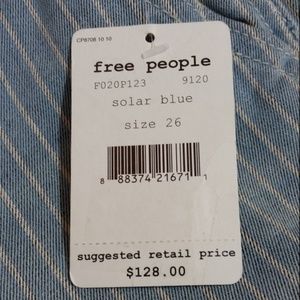 CP8708 10 10
free people
F020P123 9120
solar blue
size 26
8 88374 21671 1
suggested retail price
$128.00